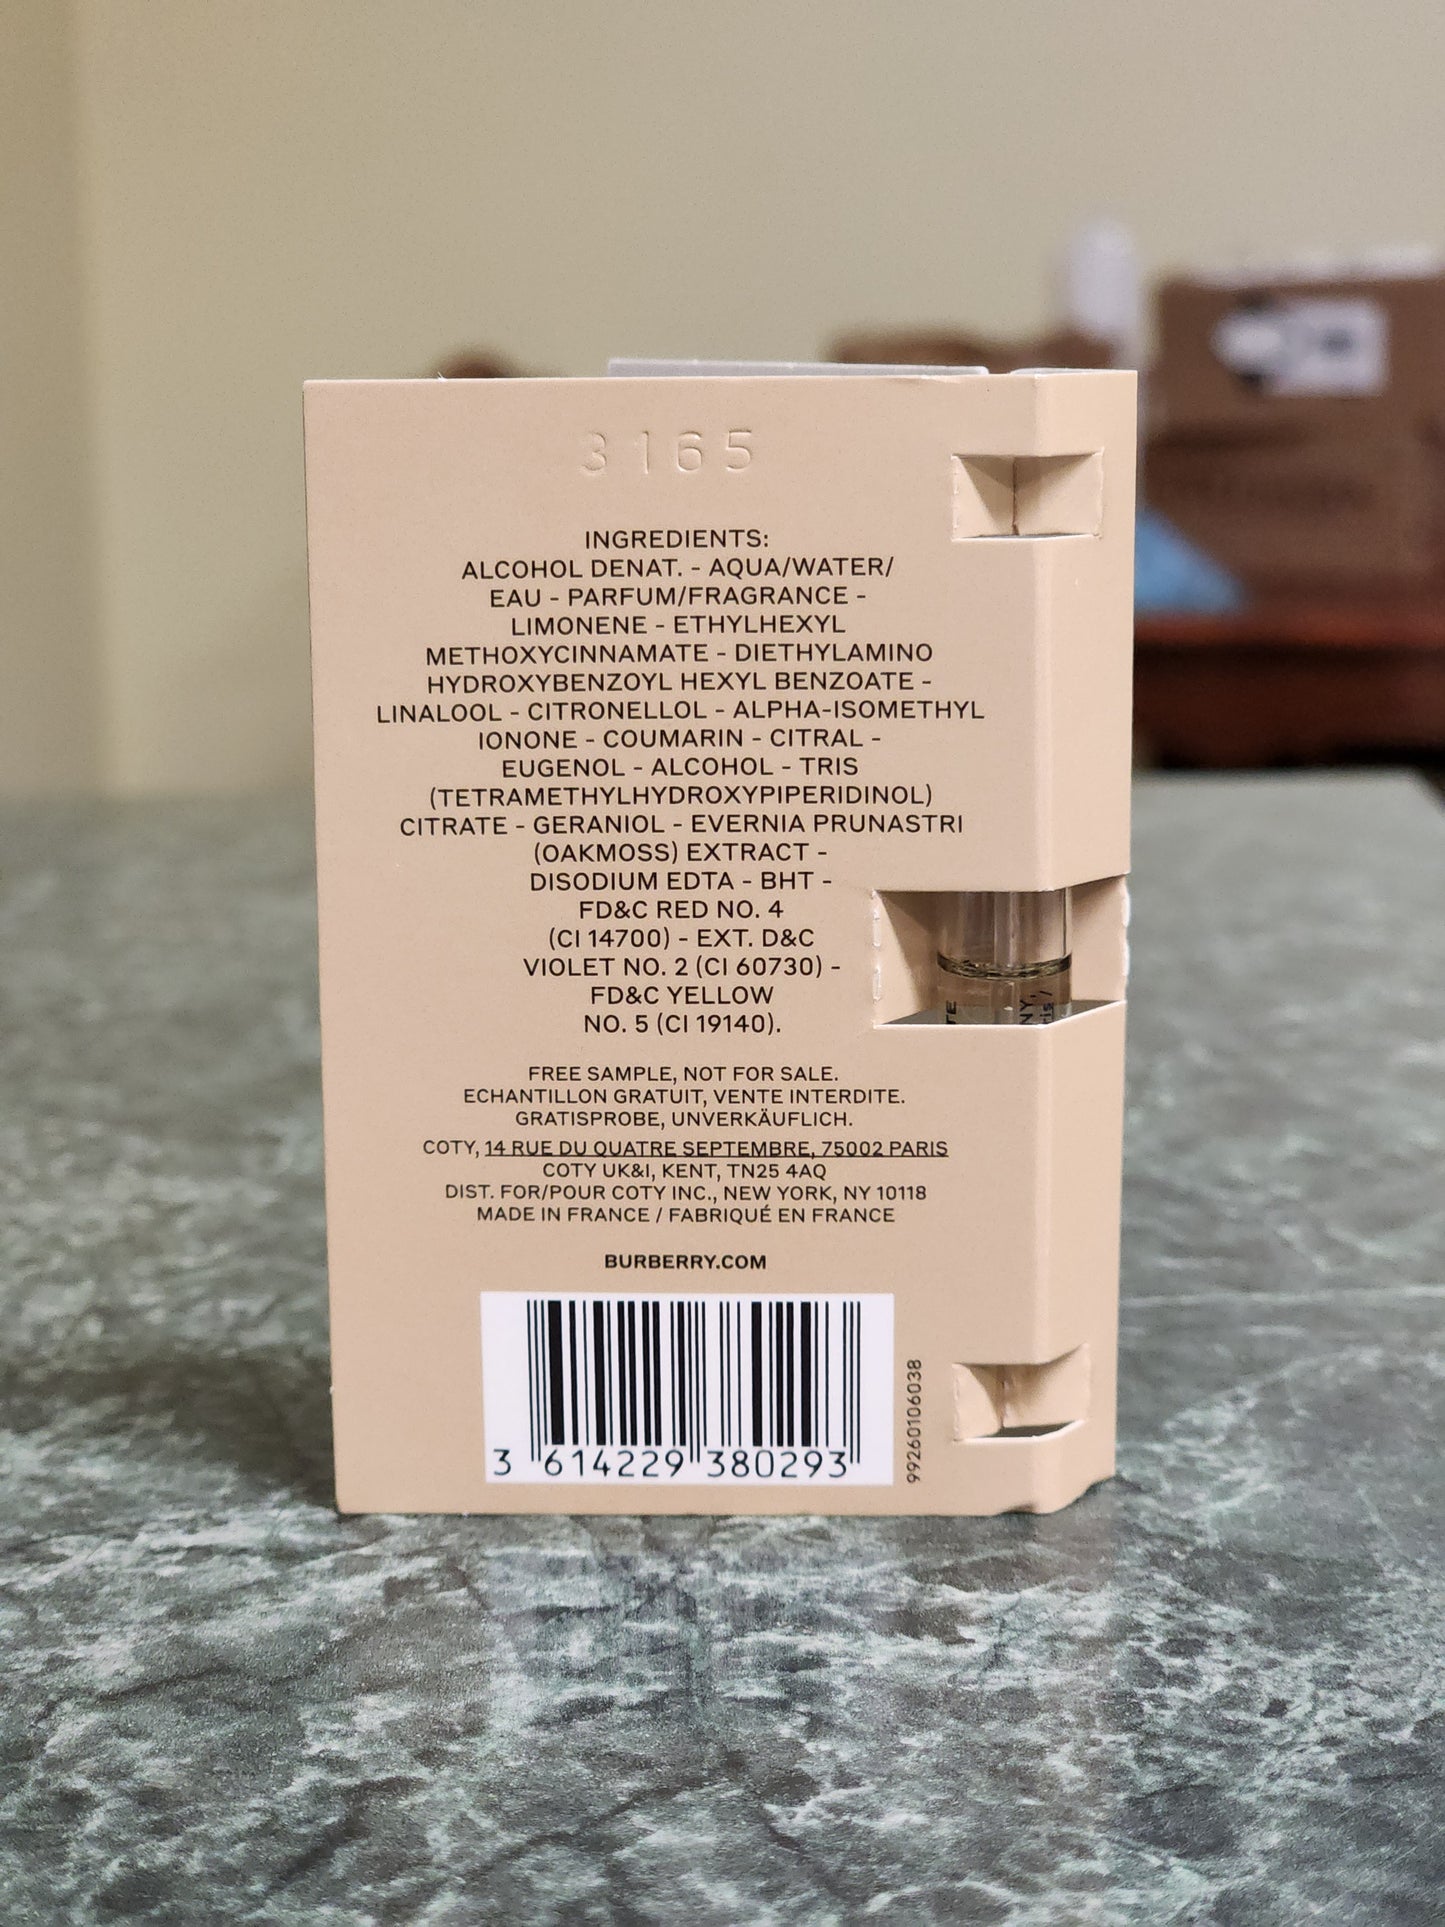 3165
INGREDIENTS:
ALCOHOL DENAT. - AQUA/WATER/
EAU - PARFUM/FRAGRANCE -
LIMONENE - ETHYLHEXYL
METHOXYCINNAMATE - DIETHYLAMINO
HYDROXYBENZOYL HEXYL BENZOATE -
LINALOOL - CITRONELLOL - ALPHA-ISOMETHYL
IONONE - COUMARIN - CITRAL -
EUGENOL - ALCOHOL - TRIS
(TETRAMETHYLHYDROXYPIPERIDINOL)
CITRATE - GERANIOL - EVERNIA PRUNASTRI
(OAKMOSS) EXTRACT -
DISODIUM EDTA - BHT -
FD&C RED NO. 4
(CI 14700) - EXT. D&C
VIOLET NO. 2 (CI 60730) -
FD&C YELLOW
NO. 5 (CI 19140).
FREE SAMPLE, NOT FOR SALE.
ECHANTILLON GRATUIT, VENTE INTERDITE.
GRATISPROBE, UNVERKÄUFLICH.
COTY, 14 RUE DU QUATRE SEPTEMBRE, 75002 PARIS
COTY UK&I, KENT, TN25 4AQ
DIST. FOR/POUR COTY INC., NEW YORK, NY 10118
MADE IN FRANCE / FABRIQUÉ EN FRANCE
BURBERRY.COM
3 614229 380293
99260106038